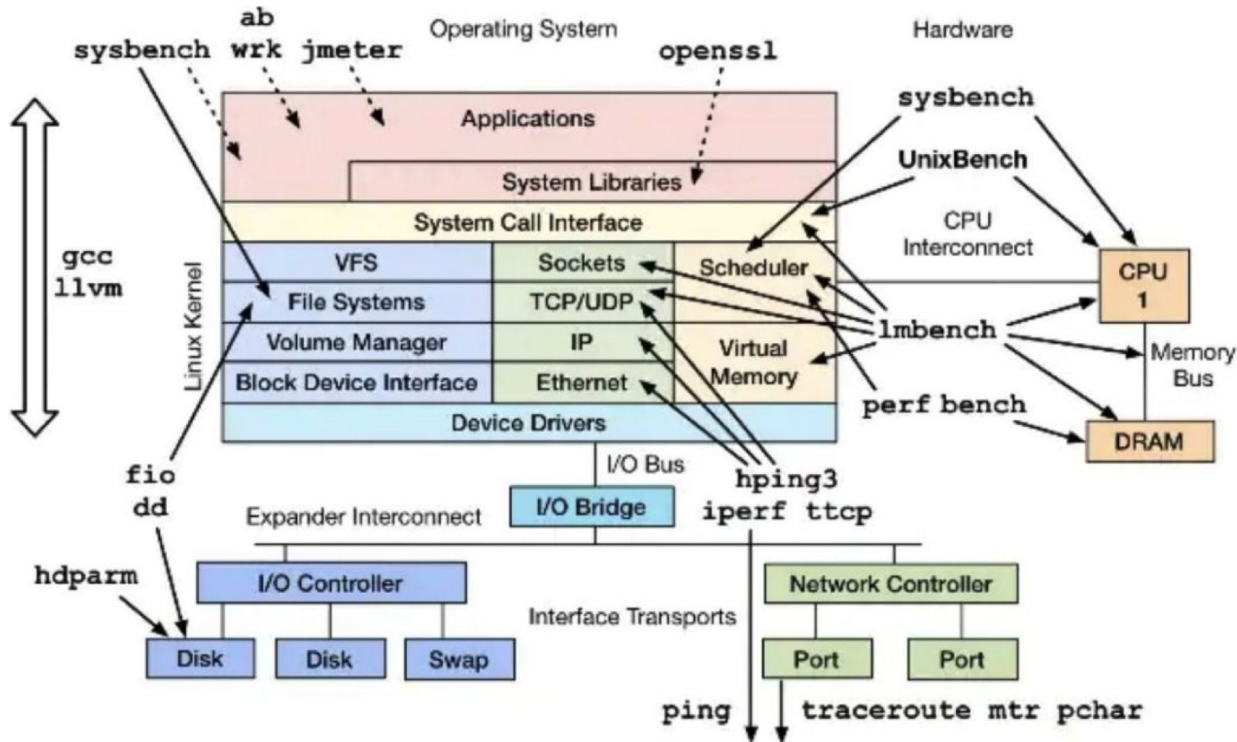 ab
Operating System
Hardware
sysbench wrk jmeter
openssl
sysbench
Applications
UnixBench
System Libraries
System Call Interface
CPU
Interconnect
gcc
llvm
Linux Kernel
VFS
Sockets
Scheduler
CPU
1
File Systems
TCP/UDP
lmbench
Volume Manager
IP
Virtual
Memory
Memory
Bus
Block Device Interface
Ethernet
perf bench
Device Drivers
DRAM
I/O Bus
fio
dd
hping3
iperf ttcp
I/O Bridge
Expander Interconnect
hdparm
I/O Controller
Network Controller
Interface Transports
Disk
Disk
Swap
Port
Port
ping
traceroute mtr pchar